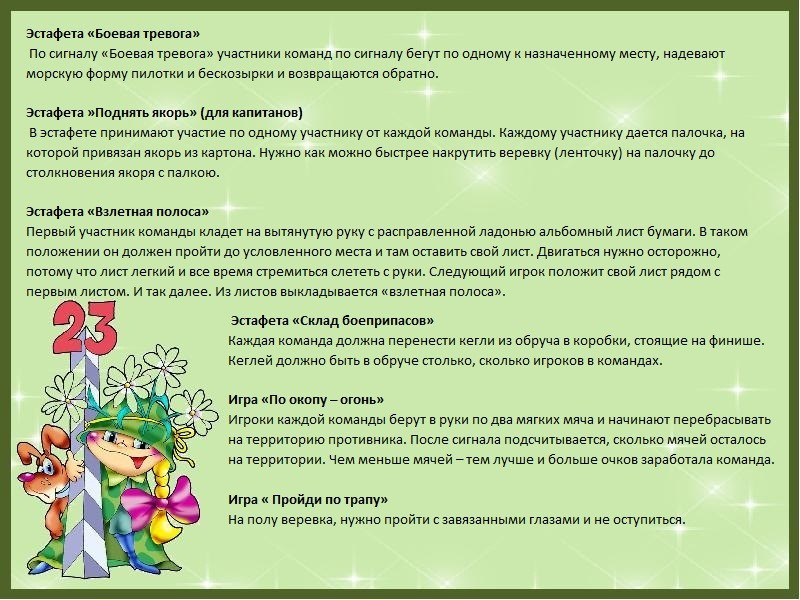 Эстафета «Боевая тревога»
По сигналу «Боевая тревога» участники команд по сигналу бегут по одному к назначенному месту, надевают
морскую форму пилотки и бескозырки и возвращаются обратно.
Эстафета »Поднять якорь» (для капитанов)
В эстафете принимают участие по одному участнику от каждой команды. Каждому участнику дается палочка, на
которой привязан якорь из картона. Нужно как можно быстрее накрутить веревку (ленточку) на палочку до
столкновения якоря с палкою.
Эстафета «Взлетная полоса»
Первый участник команды кладет на вытянутую руку с расправленной ладонью альбомный лист бумаги. В таком
положении он должен пройти до условленного места и там оставить свой лист. Двигаться нужно осторожно,
потому что лист легкий и все время стремиться слететь с руки. Следующий игрок положит свой лист рядом с
первым листом. И так далее. Из листов выкладывается «взлетная полоса».
23
Эстафета «Склад боеприпасов»
Каждая команда должна перенести кегли из обруча в коробки, стоящие на финише.
Кеглей должно быть в обруче столько, сколько игроков в командах.
Игра «По окопу – огонь»
Игроки каждой команды берут в руки по два мягких мяча и начинают перебрасывать
на территорию противника. После сигнала подсчитывается, сколько мячей осталось
на территории. Чем меньше мячей – тем лучше и больше очков заработала команда.
Игра « Пройди по трапу»
На полу веревка, нужно пройти с завязанными глазами и не оступиться.